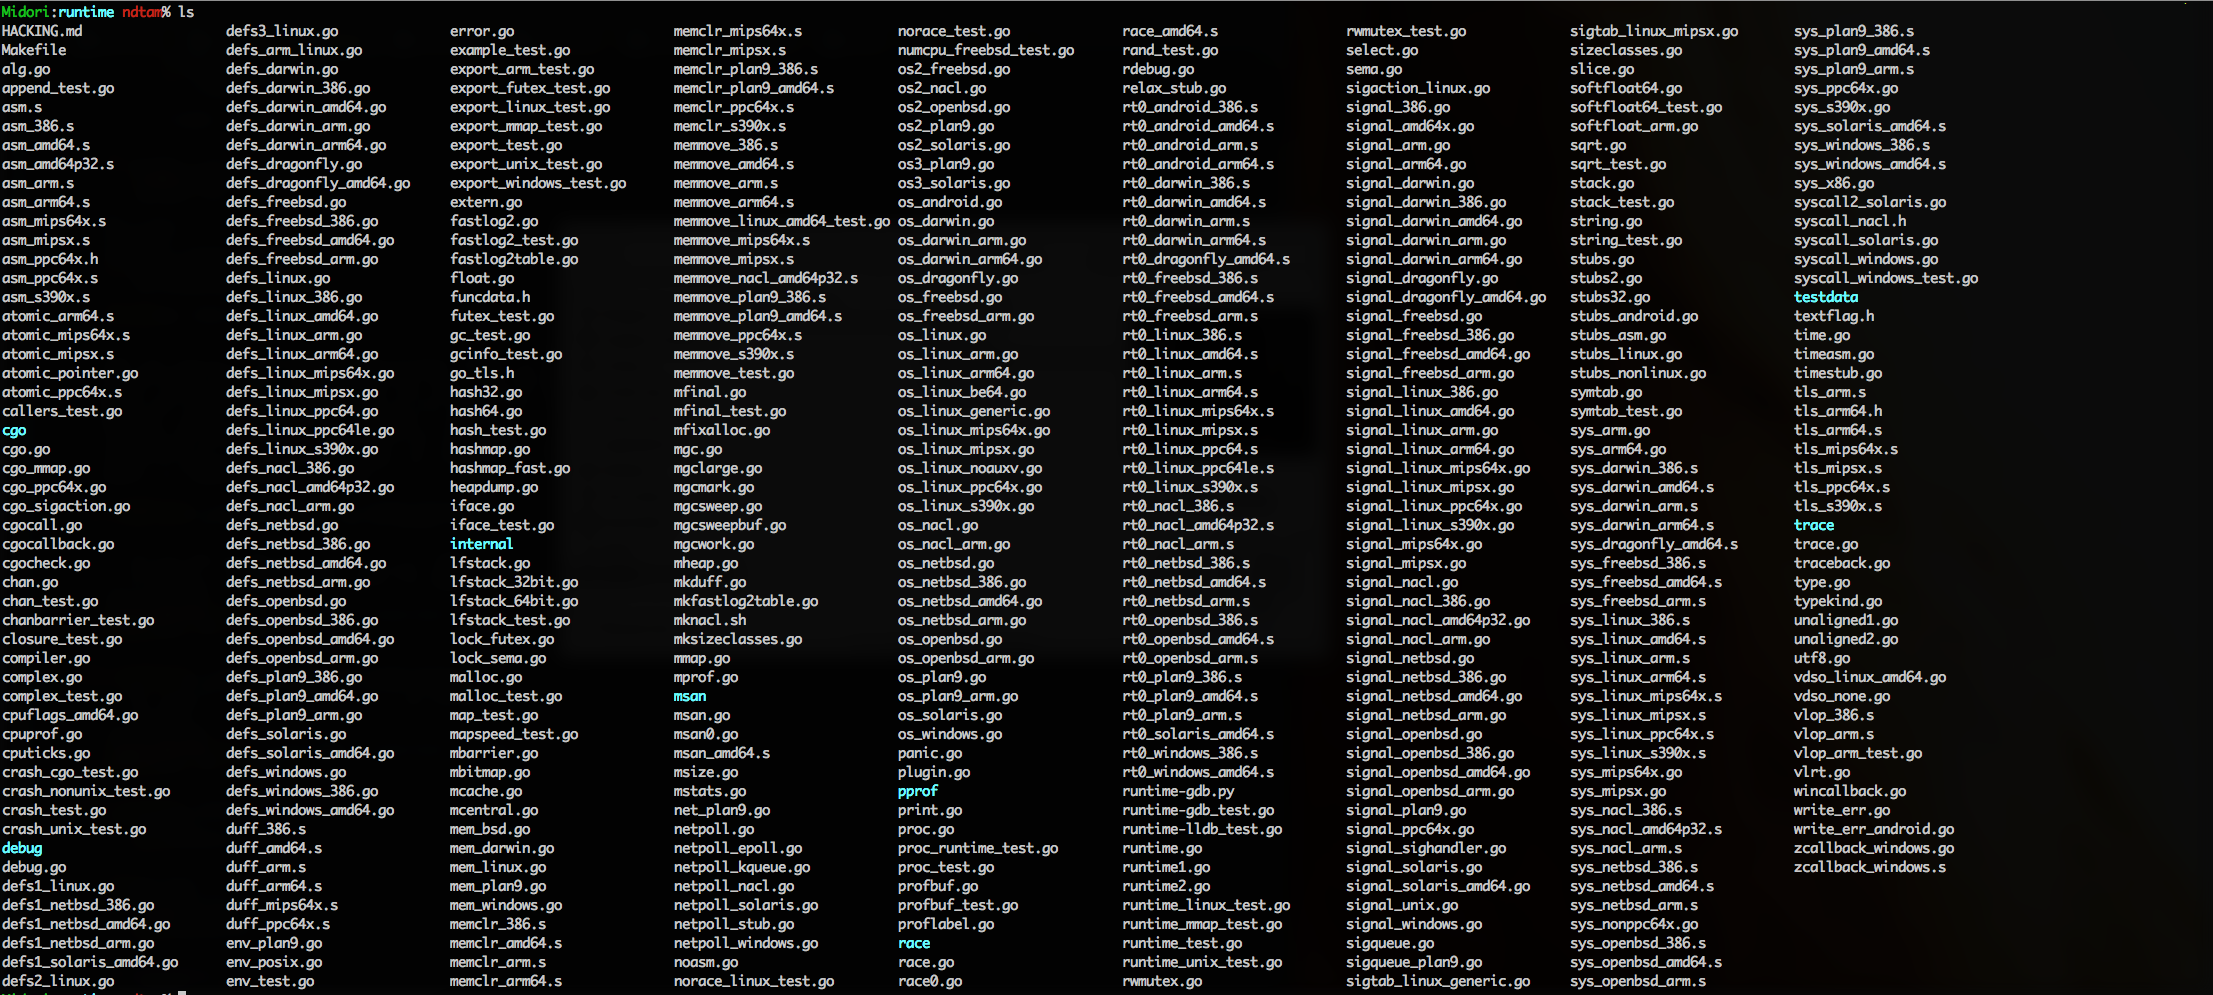 Midori:runtime ndtam% ls
HACKING.md defs3_linux.go error.go memclr_mips64x.s norace_test.go race_amd64.s rwmutex_test.go sigtab_linux_mipsx.go sys_plan9_386.s
Makefile defs_arm_linux.go example_test.go memclr_mipsx.s numcpu_freebsd_test.go rand_test.go select.go sizeclasses.go sys_plan9_amd64.s
alg.go defs_darwin.go export_arm_test.go memclr_plan9_386.s os2_freebsd.go rdebug.go sema.go slice.go sys_plan9_arm.s
append_test.go defs_darwin_386.go export_futex_test.go memclr_plan9_amd64.s os2_nacl.go relax_stub.go sigaction_linux.go softfloat64.go sys_ppc64x.go
asm.s defs_darwin_amd64.go export_linux_test.go memclr_ppc64x.s os2_openbsd.go rt0_android_386.s signal_386.go softfloat64_test.go sys_s390x.go
asm_386.s defs_darwin_arm.go export_mmap_test.go memclr_s390x.s os2_plan9.go rt0_android_amd64.s signal_amd64x.go softfloat_arm.go sys_solaris_amd64.s
asm_amd64.s defs_darwin_arm64.go export_test.go memmove_386.s os2_solaris.go rt0_android_arm.s signal_arm.go sqrt.go sys_windows_386.s
asm_amd64p32.s defs_dragonfly.go export_unix_test.go memmove_amd64.s os3_plan9.go rt0_android_arm64.s signal_arm64.go sqrt_test.go sys_windows_amd64.s
asm_arm.s defs_dragonfly_amd64.go export_windows_test.go memmove_arm.s os3_solaris.go rt0_darwin_386.s signal_darwin.go stack.go sys_x86.go
asm_arm64.s defs_freebsd.go extern.go memmove_arm64.s os_android.go rt0_darwin_amd64.s signal_darwin_386.go stack_test.go syscall2_solaris.go
asm_mips64x.s defs_freebsd_386.go fastlog2.go memmove_linux_amd64_test.go os_darwin.go rt0_darwin_arm.s signal_darwin_amd64.go string.go syscall_nacl.h
asm_mipsx.s defs_freebsd_amd64.go fastlog2_test.go memmove_mips64x.s os_darwin_arm.go rt0_darwin_arm64.s signal_darwin_arm.go string_test.go syscall_solaris.go
asm_ppc64x.h defs_freebsd_arm.go fastlog2table.go memmove_mipsx.s os_darwin_arm64.go rt0_dragonfly_amd64.s signal_darwin_arm64.go stubs.go syscall_windows.go
asm_ppc64x.s defs_linux.go float.go memmove_nacl_amd64p32.s os_dragonfly.go rt0_freebsd_386.s signal_dragonfly.go stubs2.go syscall_windows_test.go
asm_s390x.s defs_linux_386.go funcdata.h memmove_plan9_386.s os_freebsd.go rt0_freebsd_amd64.s signal_dragonfly_amd64.go stubs32.go testdata
atomic_arm64.s defs_linux_amd64.go futex_test.go memmove_plan9_amd64.s os_freebsd_arm.go rt0_freebsd_arm.s signal_freebsd.go stubs_android.go textflag.h
atomic_mips64x.s defs_linux_arm.go gc_test.go memmove_ppc64x.s os_linux.go rt0_linux_386.s signal_freebsd_386.go stubs_asm.go time.go
atomic_mipsx.s defs_linux_arm64.go gcinfo_test.go memmove_s390x.s os_linux_arm.go rt0_linux_amd64.s signal_freebsd_amd64.go stubs_linux.go timeasm.go
atomic_pointer.go defs_linux_mips64x.go go_tls.h memmove_test.go os_linux_arm64.go rt0_linux_arm.s signal_freebsd_arm.go stubs_nonlinux.go timestub.go
atomic_ppc64x.s defs_linux_mipsx.go hash32.go mfinal.go os_linux_be64.go rt0_linux_arm64.s signal_linux_386.go symtab.go tls_arm.s
callers_test.go defs_linux_ppc64.go hash64.go mfinal_test.go os_linux_generic.go rt0_linux_mips64x.s signal_linux_amd64.go symtab_test.go tls_arm64.h
cgo defs_linux_ppc64le.go hash_test.go mfixalloc.go os_linux_mips64x.go rt0_linux_mipsx.s signal_linux_arm.go sys_arm.go tls_arm64.s
cgo.go defs_linux_s390x.go hashmap.go mgc.go os_linux_mipsx.go rt0_linux_ppc64.s signal_linux_arm64.go sys_arm64.go tls_mips64x.s
cgo_mmap.go defs_nacl_386.go hashmap_fast.go mgclarge.go os_linux_noauxv.go rt0_linux_ppc64le.s signal_linux_mips64x.go sys_darwin_386.s tls_mipsx.s
cgo_ppc64x.go defs_nacl_amd64p32.go heapdump.go mgcmark.go os_linux_ppc64x.go rt0_linux_s390x.s signal_linux_mipsx.go sys_darwin_amd64.s tls_ppc64x.s
cgo_sigaction.go defs_nacl_arm.go iface.go mgcsweep.go os_linux_s390x.go rt0_nacl_386.s signal_linux_ppc64x.go sys_darwin_arm.s tls_s390x.s
cgocall.go defs_netbsd.go iface_test.go mgcsweepbuf.go os_nacl.go rt0_nacl_amd64p32.s signal_linux_s390x.go sys_darwin_arm64.s trace
cgocallback.go defs_netbsd_386.go internal mgcwork.go os_nacl_arm.go rt0_nacl_arm.s signal_mips64x.go sys_dragonfly_amd64.s trace.go
cgocheck.go defs_netbsd_amd64.go lfstack.go mheap.go os_netbsd.go rt0_netbsd_386.s signal_mipsx.go sys_freebsd_386.s traceback.go
chan.go defs_netbsd_arm.go lfstack_32bit.go mkduff.go os_netbsd_386.go rt0_netbsd_amd64.s signal_nacl.go sys_freebsd_amd64.s type.go
chan_test.go defs_openbsd.go lfstack_64bit.go mkfastlog2table.go os_netbsd_amd64.go rt0_netbsd_arm.s signal_nacl_386.go sys_freebsd_arm.s typekind.go
chanbarrier_test.go defs_openbsd_386.go lfstack_test.go mknacl.sh os_netbsd_arm.go rt0_openbsd_386.s signal_nacl_amd64p32.go sys_linux_386.s unaligned1.go
closure_test.go defs_openbsd_amd64.go lock_futex.go mksizeclasses.go os_openbsd.go rt0_openbsd_amd64.s signal_nacl_arm.go sys_linux_amd64.s unaligned2.go
compiler.go defs_openbsd_arm.go lock_sema.go mmap.go os_openbsd_arm.go rt0_openbsd_arm.s signal_netbsd.go sys_linux_arm.s utf8.go
complex.go defs_plan9_386.go malloc.go mprof.go os_plan9.go rt0_plan9_386.s signal_netbsd_386.go sys_linux_arm64.s vdso_linux_amd64.go
complex_test.go defs_plan9_amd64.go malloc_test.go msan os_plan9_arm.go rt0_plan9_amd64.s signal_netbsd_amd64.go sys_linux_mips64x.s vdso_none.go
cpuflags_amd64.go defs_plan9_arm.go map_test.go msan.go os_solaris.go rt0_plan9_arm.s signal_netbsd_arm.go sys_linux_mipsx.s vlop_386.s
cpuprof.go defs_solaris.go mapspeed_test.go msan0.go os_windows.go rt0_solaris_amd64.s signal_openbsd.go sys_linux_ppc64x.s vlop_arm.s
cputicks.go defs_solaris_amd64.go mbarrier.go msan_amd64.s panic.go rt0_windows_386.s signal_openbsd_386.go sys_linux_s390x.s vlop_arm_test.go
crash_cgo_test.go defs_windows.go mbitmap.go msize.go plugin.go rt0_windows_amd64.s signal_openbsd_amd64.go sys_mips64x.go vlrt.go
crash_nonunix_test.go defs_windows_386.go mcache.go mstats.go pprof runtime-gdb.py signal_openbsd_arm.go sys_mipsx.go wincallback.go
crash_test.go defs_windows_amd64.go mcentral.go net_plan9.go print.go runtime-gdb_test.go signal_plan9.go sys_nacl_386.s write_err.go
crash_unix_test.go duff_386.s mem_bsd.go netpoll.go proc.go runtime-lldb_test.go signal_ppc64x.go sys_nacl_amd64p32.s write_err_android.go
debug duff_amd64.s mem_darwin.go netpoll_epoll.go proc_runtime_test.go runtime.go signal_sighandler.go sys_nacl_arm.s zcallback_windows.go
debug.go duff_arm.s mem_linux.go netpoll_kqueue.go proc_test.go runtime1.go signal_solaris.go sys_netbsd_386.s zcallback_windows.s
defs1_linux.go duff_arm64.s mem_plan9.go netpoll_nacl.go profbuf.go runtime2.go signal_solaris_amd64.go sys_netbsd_amd64.s
defs1_netbsd_386.go duff_mips64x.s mem_windows.go netpoll_solaris.go profbuf_test.go runtime_linux_test.go signal_unix.go sys_netbsd_arm.s
defs1_netbsd_amd64.go duff_ppc64x.s memclr_386.s netpoll_stub.go proflabel.go runtime_mmap_test.go signal_windows.go sys_nonppc64x.go
defs1_netbsd_arm.go env_plan9.go memclr_amd64.s netpoll_windows.go race runtime_test.go sigqueue.go sys_openbsd_386.s
defs1_solaris_amd64.go env_posix.go memclr_arm.s noasm.go race.go runtime_unix_test.go sigqueue_plan9.go sys_openbsd_amd64.s
defs2_linux.go env_test.go memclr_arm64.s norace_linux_test.go race0.go rwmutex.go sigtab_linux_generic.go sys_openbsd_arm.s